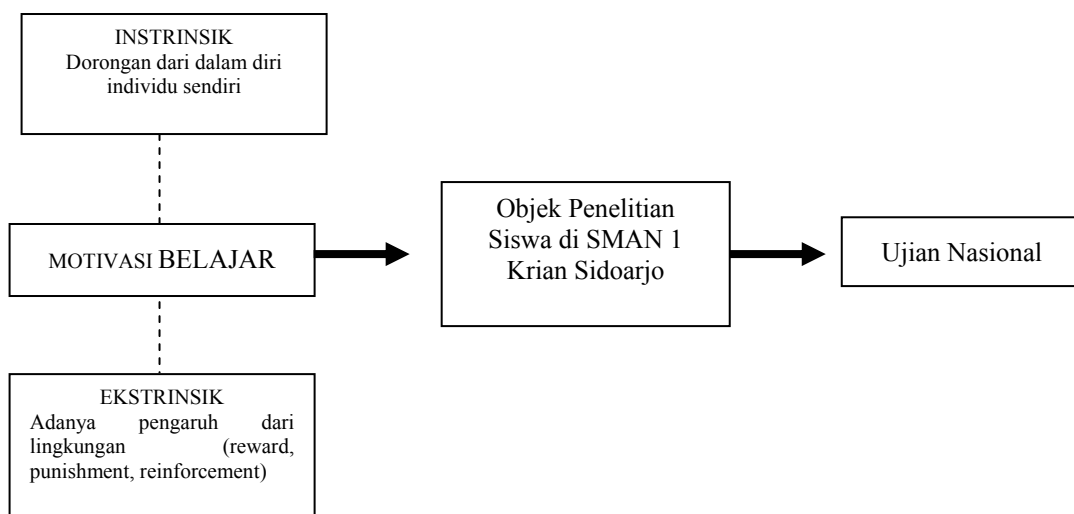 INSTRINSIK
Dorongan dari dalam diri
individu sendiri
MOTIVASI BELAJAR
EKSTRINSIK
Adanya pengaruh dari
lingkungan (reward,
punishment, reinforcement)
Objek Penelitian
Siswa di SMAN 1
Krian Sidoarjo
Ujian Nasional